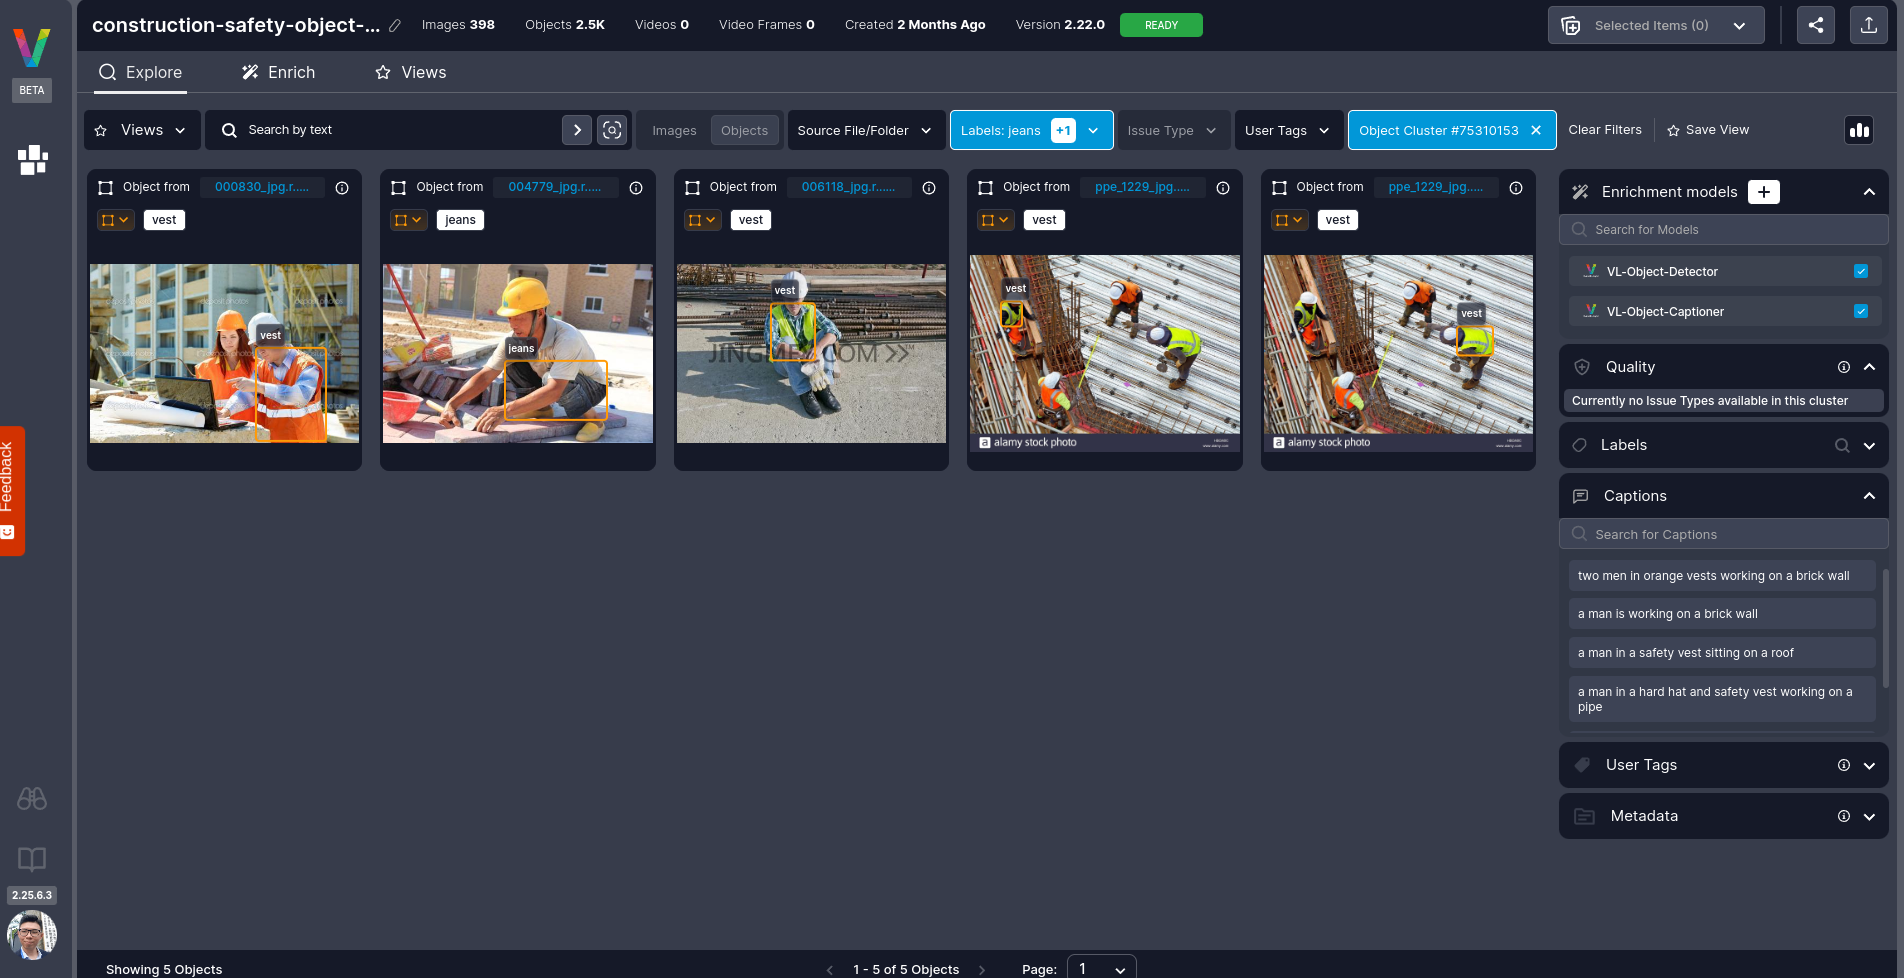 construction-safety-object-...
Images 398
Objects 2.5K
Videos 0
Video Frames 0
Created 2 Months Ago
Version 2.22.0
READY
Selected Items (0)
BETA
Explore
Enrich
Views
Views
Search by text
Images
Objects
Source File/Folder
Labels: jeans +1
Issue Type
User Tags
Object Cluster #75310153
Clear Filters
Save View
Object from 000830_jpg.r.....
vest
vest
Object from 004779_jpg.r.....
jeans
jeans
Object from 006118_jpg.r......
vest
vest
Object from ppe_1229_jpg.....
vest
vest
a alamy stock photo
Object from ppe_1229_jpg.....
vest
vest
a alamy stock photo
Enrichment models
Search for Models
VL-Object-Detector
VL-Object-Captioner
Quality
Currently no Issue Types available in this cluster
Labels
Captions
Search for Captions
two men in orange vests working on a brick wall
a man is working on a brick wall
a man in a safety vest sitting on a roof
a man in a hard hat and safety vest working on a
pipe
User Tags
Metadata
Feedback
2.25.6.3
Showing 5 Objects
1 - 5 of 5 Objects
Page: 1